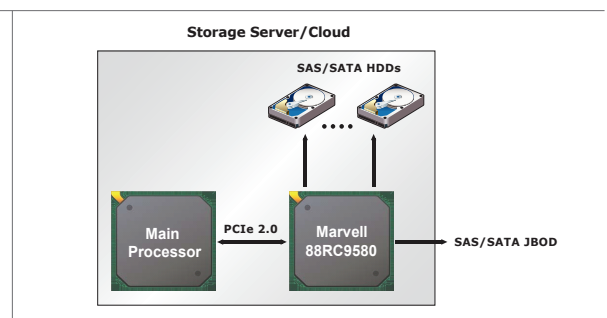 Storage Server/Cloud
SAS/SATA HDDs
Main
Processor
PCIe 2.0
Marvell
88RC9580
SAS/SATA JBOD